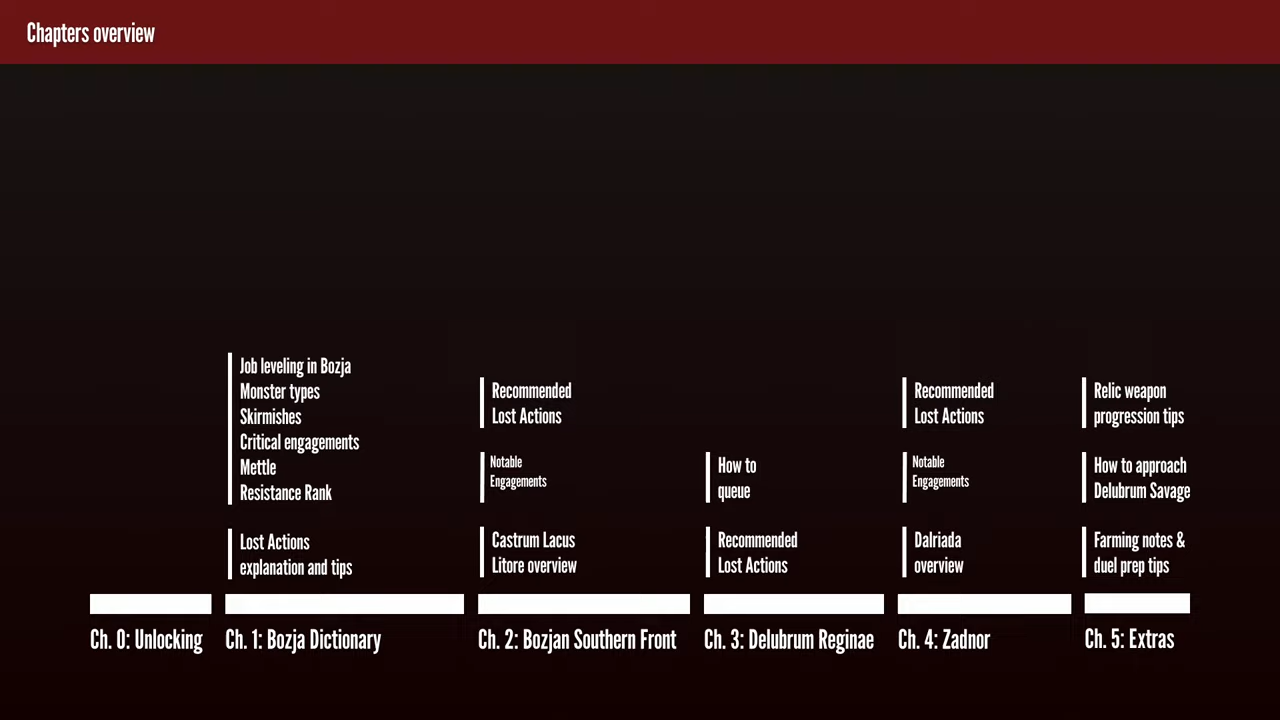 Chapters overview
Job leveling in Bozja
Monster types
Skirmishes
Critical engagements
Mettle
Resistance Rank
Lost Actions
explanation and tips
Recommended
Lost Actions
Notable
Engagements
Castrum Lacus
Litore overview
How to
queue
Recommended
Lost Actions
Recommended
Lost Actions
Notable
Engagements
Dalriada
overview
Relic weapon
progression tips
How to approach
Delubrum Savage
Farming notes &
duel prep tips
Ch. 0: Unlocking
Ch. 1: Bozja Dictionary
Ch. 2: Bozjan Southern Front
Ch. 3: Delubrum Reginae
Ch. 4: Zadnor
Ch. 5: Extras